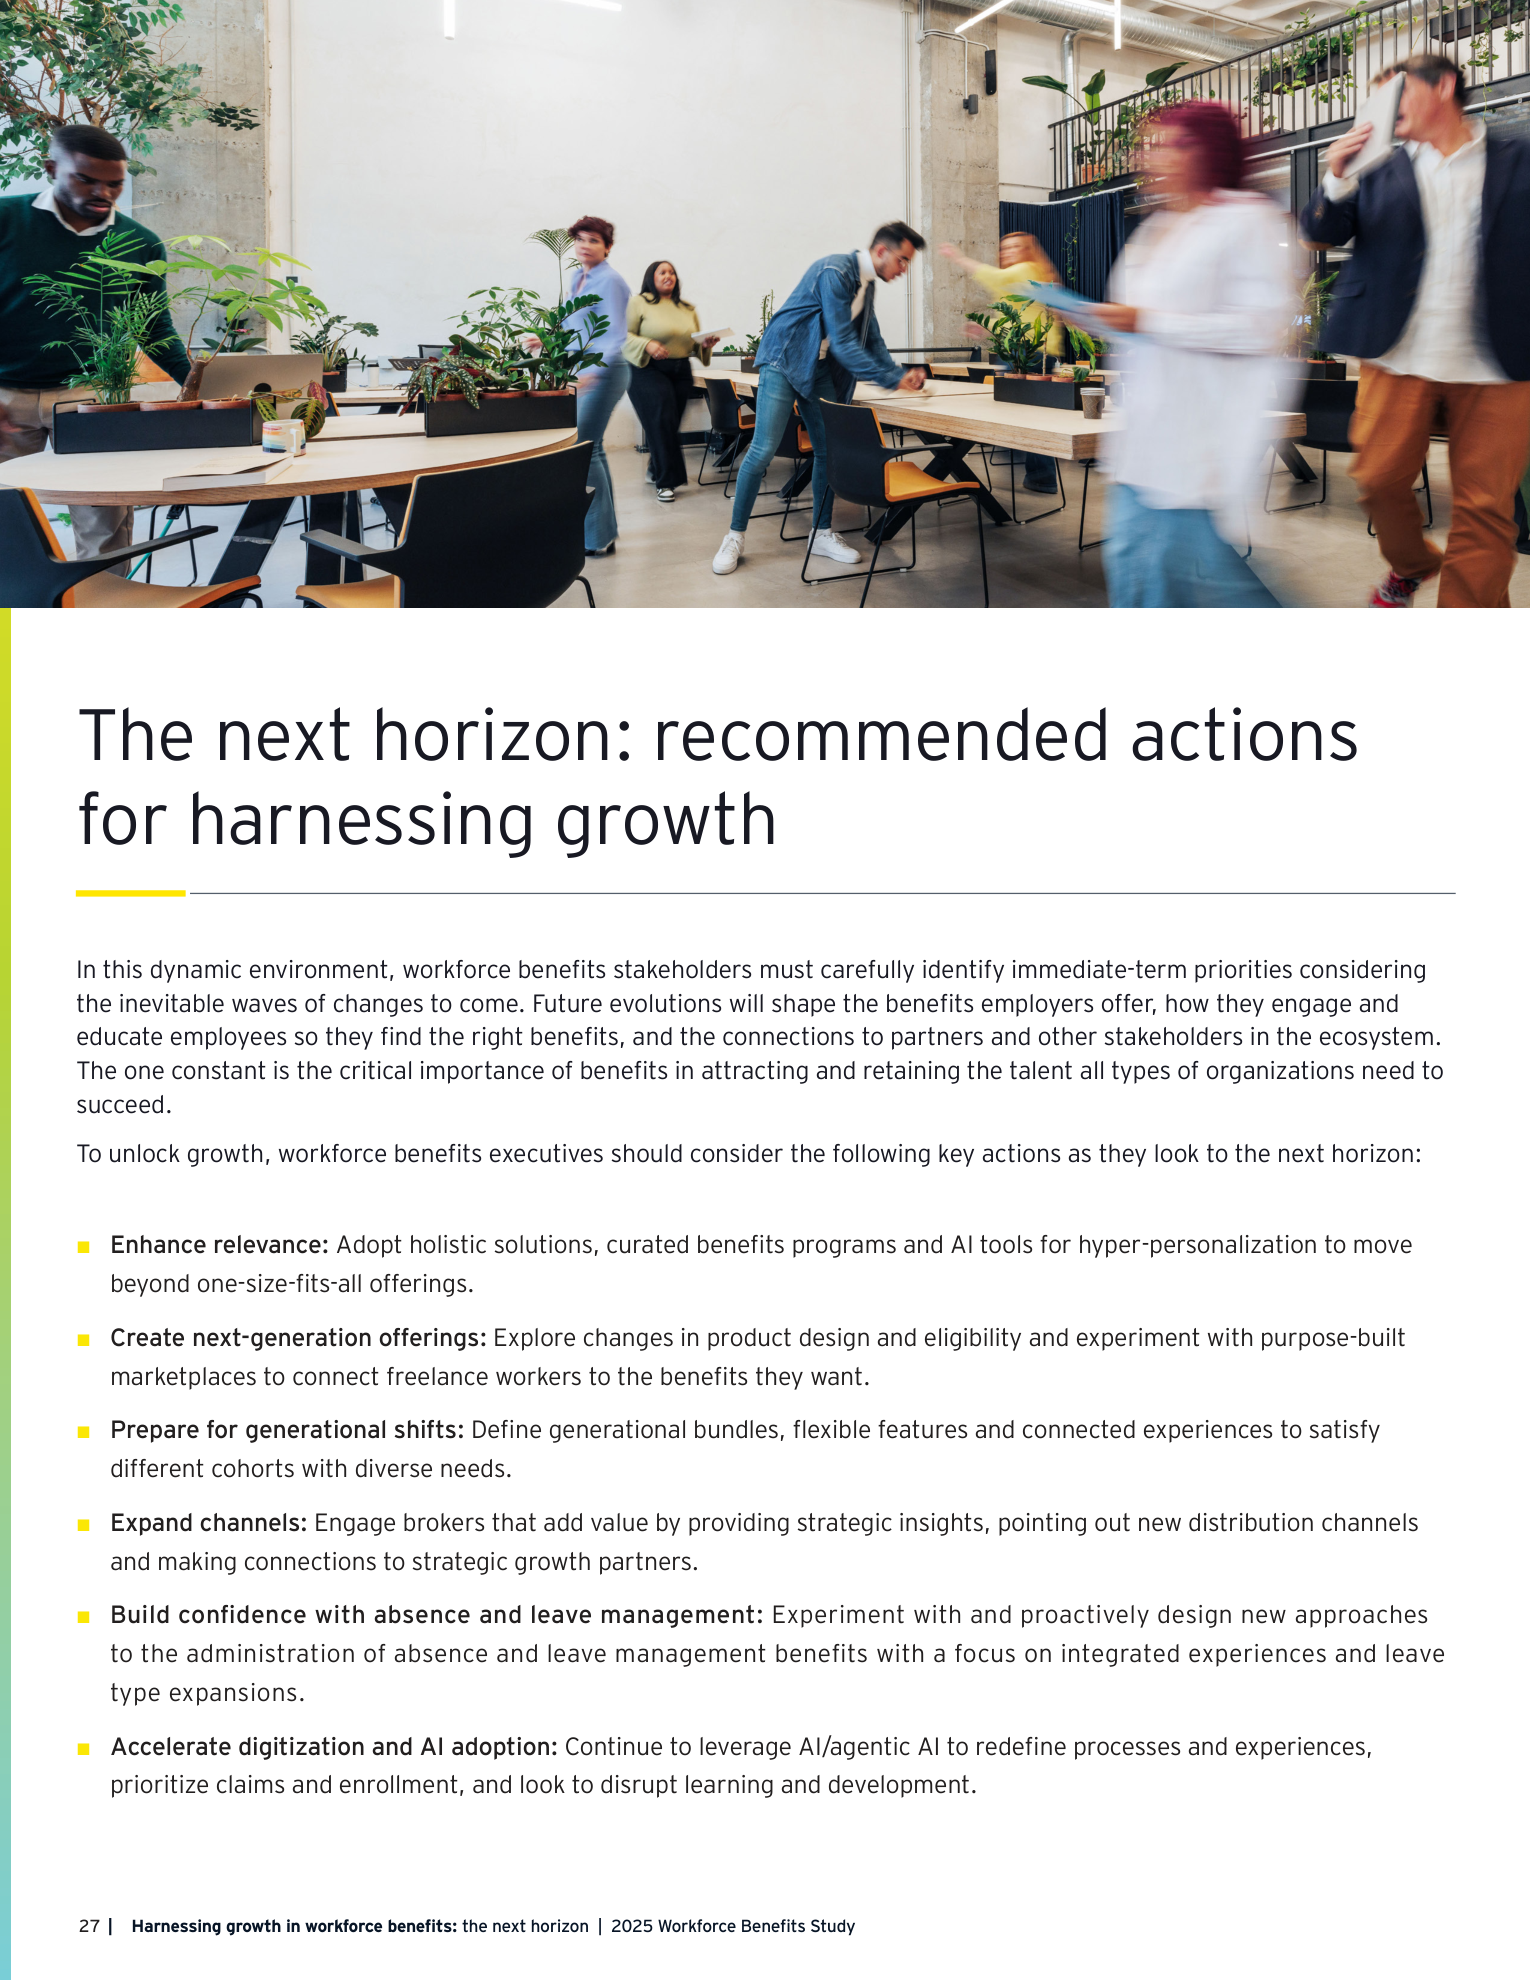 The next horizon: recommended actions
for harnessing growth
In this dynamic environment, workforce benefits stakeholders must carefully identify immediate-term priorities considering
the inevitable waves of changes to come. Future evolutions will shape the benefits employers offer, how they engage and
educate employees so they find the right benefits, and the connections to partners and other stakeholders in the ecosystem.
The one constant is the critical importance of benefits in attracting and retaining the talent all types of organizations need to
succeed.
To unlock growth, workforce benefits executives should consider the following key actions as they look to the next horizon:
■ Enhance relevance: Adopt holistic solutions, curated benefits programs and AI tools for hyper-personalization to move
beyond one-size-fits-all offerings.
■ Create next-generation offerings: Explore changes in product design and eligibility and experiment with purpose-built
marketplaces to connect freelance workers to the benefits they want.
■ Prepare for generational shifts: Define generational bundles, flexible features and connected experiences to satisfy
different cohorts with diverse needs.
■ Expand channels: Engage brokers that add value by providing strategic insights, pointing out new distribution channels
and making connections to strategic growth partners.
■ Build confidence with absence and leave management: Experiment with and proactively design new approaches
to the administration of absence and leave management benefits with a focus on integrated experiences and leave
type expansions.
■ Accelerate digitization and AI adoption: Continue to leverage AI/agentic AI to redefine processes and experiences,
prioritize claims and enrollment, and look to disrupt learning and development.
27 | Harnessing growth in workforce benefits: the next horizon | 2025 Workforce Benefits Study